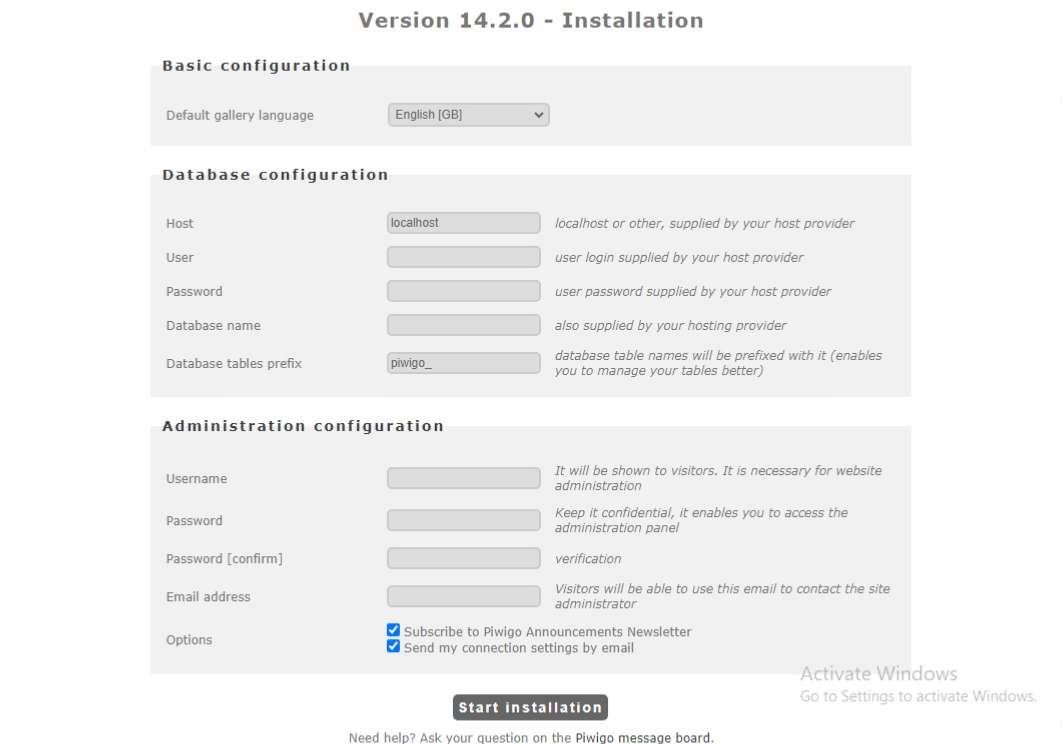 Version 14.2.0 - Installation
Basic configuration
Default gallery language English [GB]
Database configuration
Host localhost localhost or other, supplied by your host provider
User user login supplied by your host provider
Password user password supplied by your host provider
Database name also supplied by your hosting provider
Database tables prefix piwigo_ database table names will be prefixed with it (enables
you to manage your tables better)
Administration configuration
Username It will be shown to visitors. It is necessary for website
administration
Password Keep it confidential, it enables you to access the
administration panel
Password [confirm] verification
Email address Visitors will be able to use this email to contact the site
administrator
Options Subscribe to Piwigo Announcements Newsletter
Send my connection settings by email
Activate Windows
Go to Settings to activate Windows.
Start installation
Need help? Ask your question on the Piwigo message board.